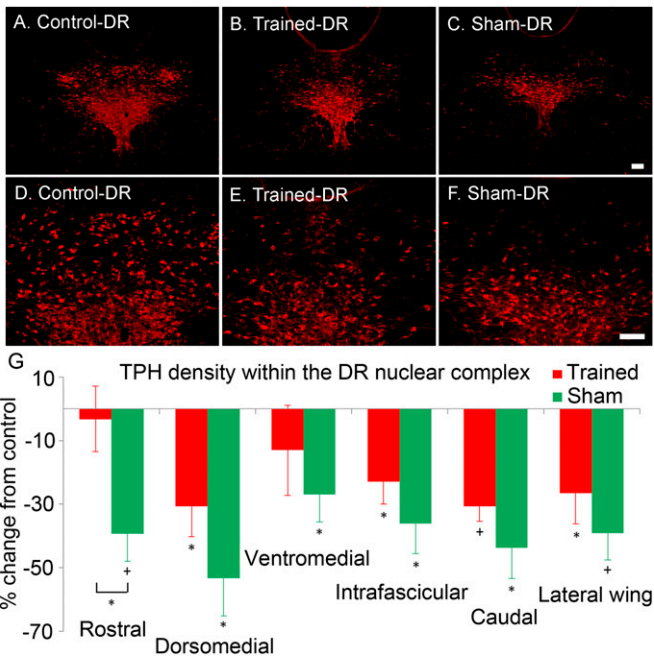 A. Control-DR
B. Trained-DR
C. Sham-DR
D. Control-DR
E. Trained-DR
F. Sham-DR
G
TPH density within the DR nuclear complex
Trained
Sham
% change from control
10
-10
-30
-50
-70
*
+
*
*
*
*
*
+
*
*
+
Rostral
Dorsomedial
Ventromedial
Intrafascicular
Caudal
Lateral wing